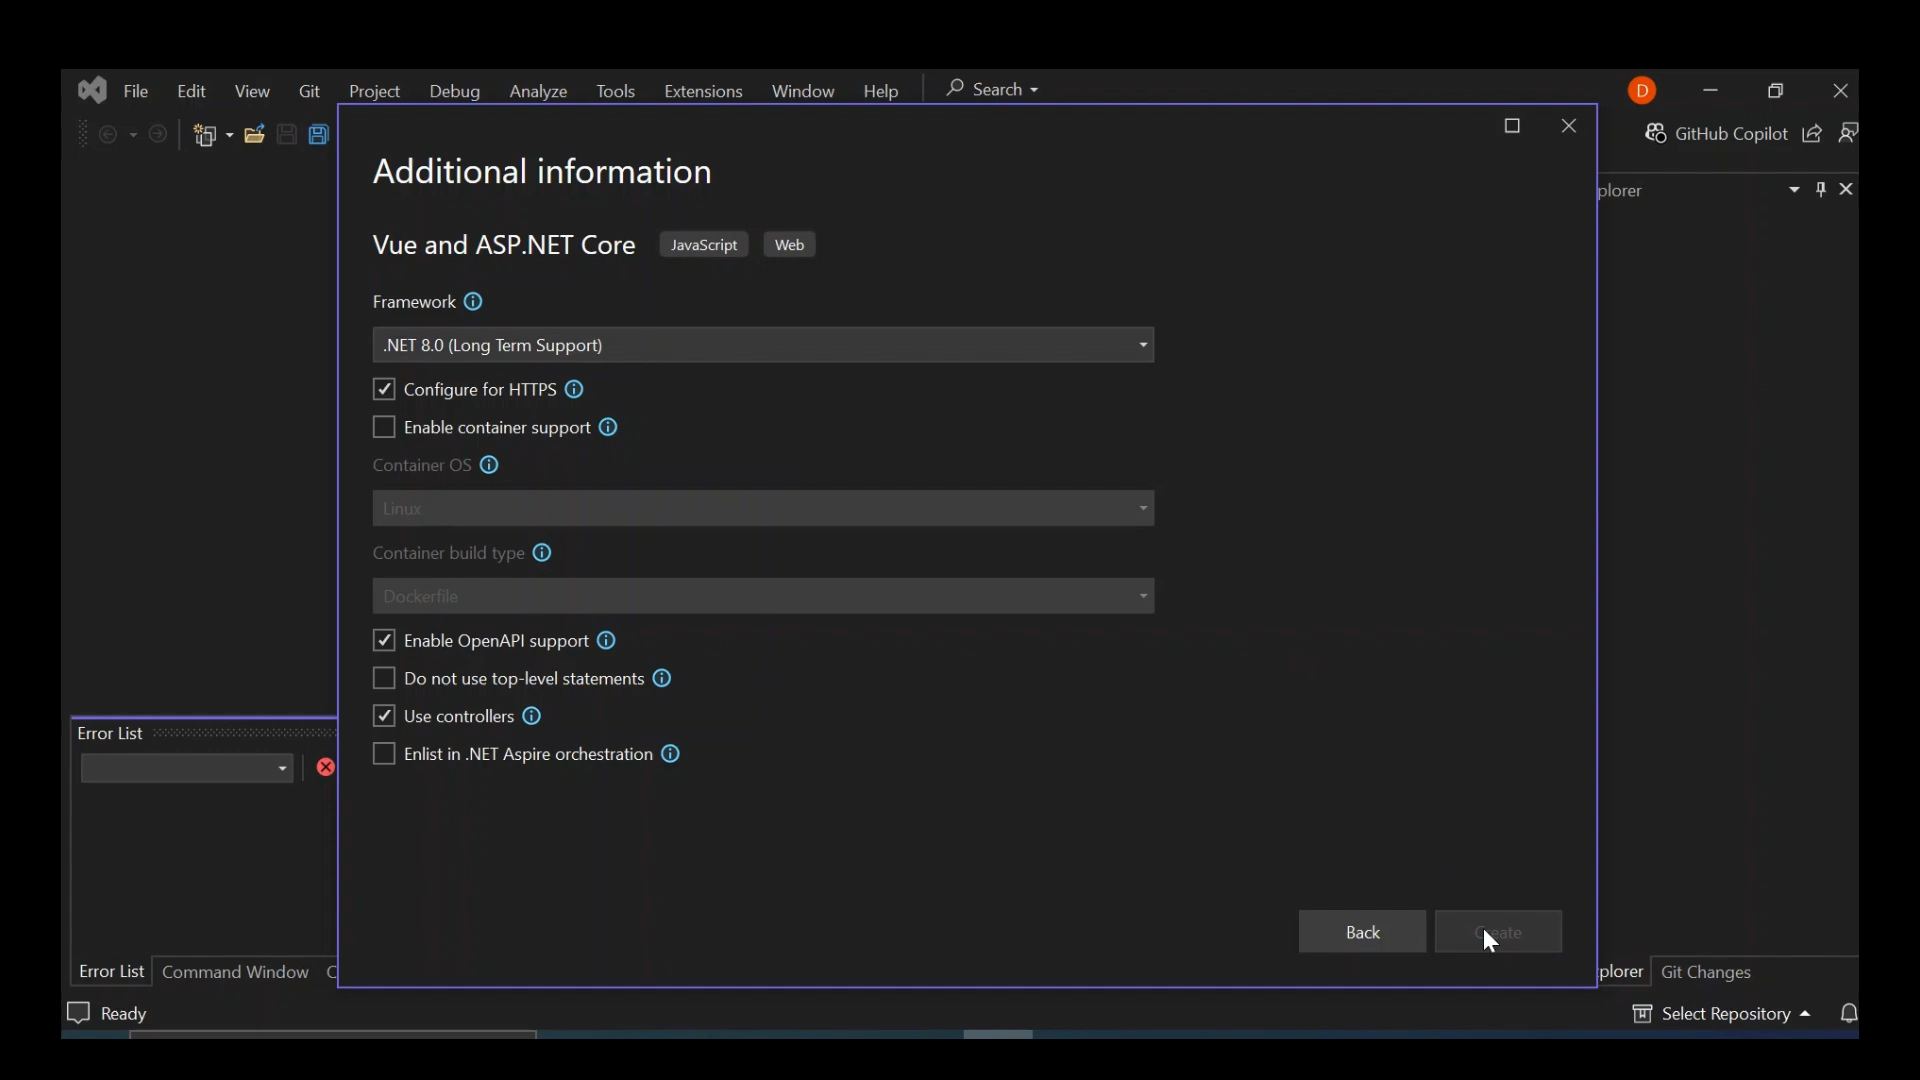 File Edit View Git Project Debug Analyze Tools Extensions Window Help Search D
GitHub Copilot
Additional information
plorer
Vue and ASP.NET Core JavaScript Web
Framework
.NET 8.0 (Long Term Support)
Configure for HTTPS
Enable container support
Container OS
Linux
Container build type
Dockerfile
Enable OpenAPI support
Do not use top-level statements
Use controllers
Enlist in .NET Aspire orchestration
Error List
Back
Error List Command Window C plorer Git Changes
Ready Select Repository